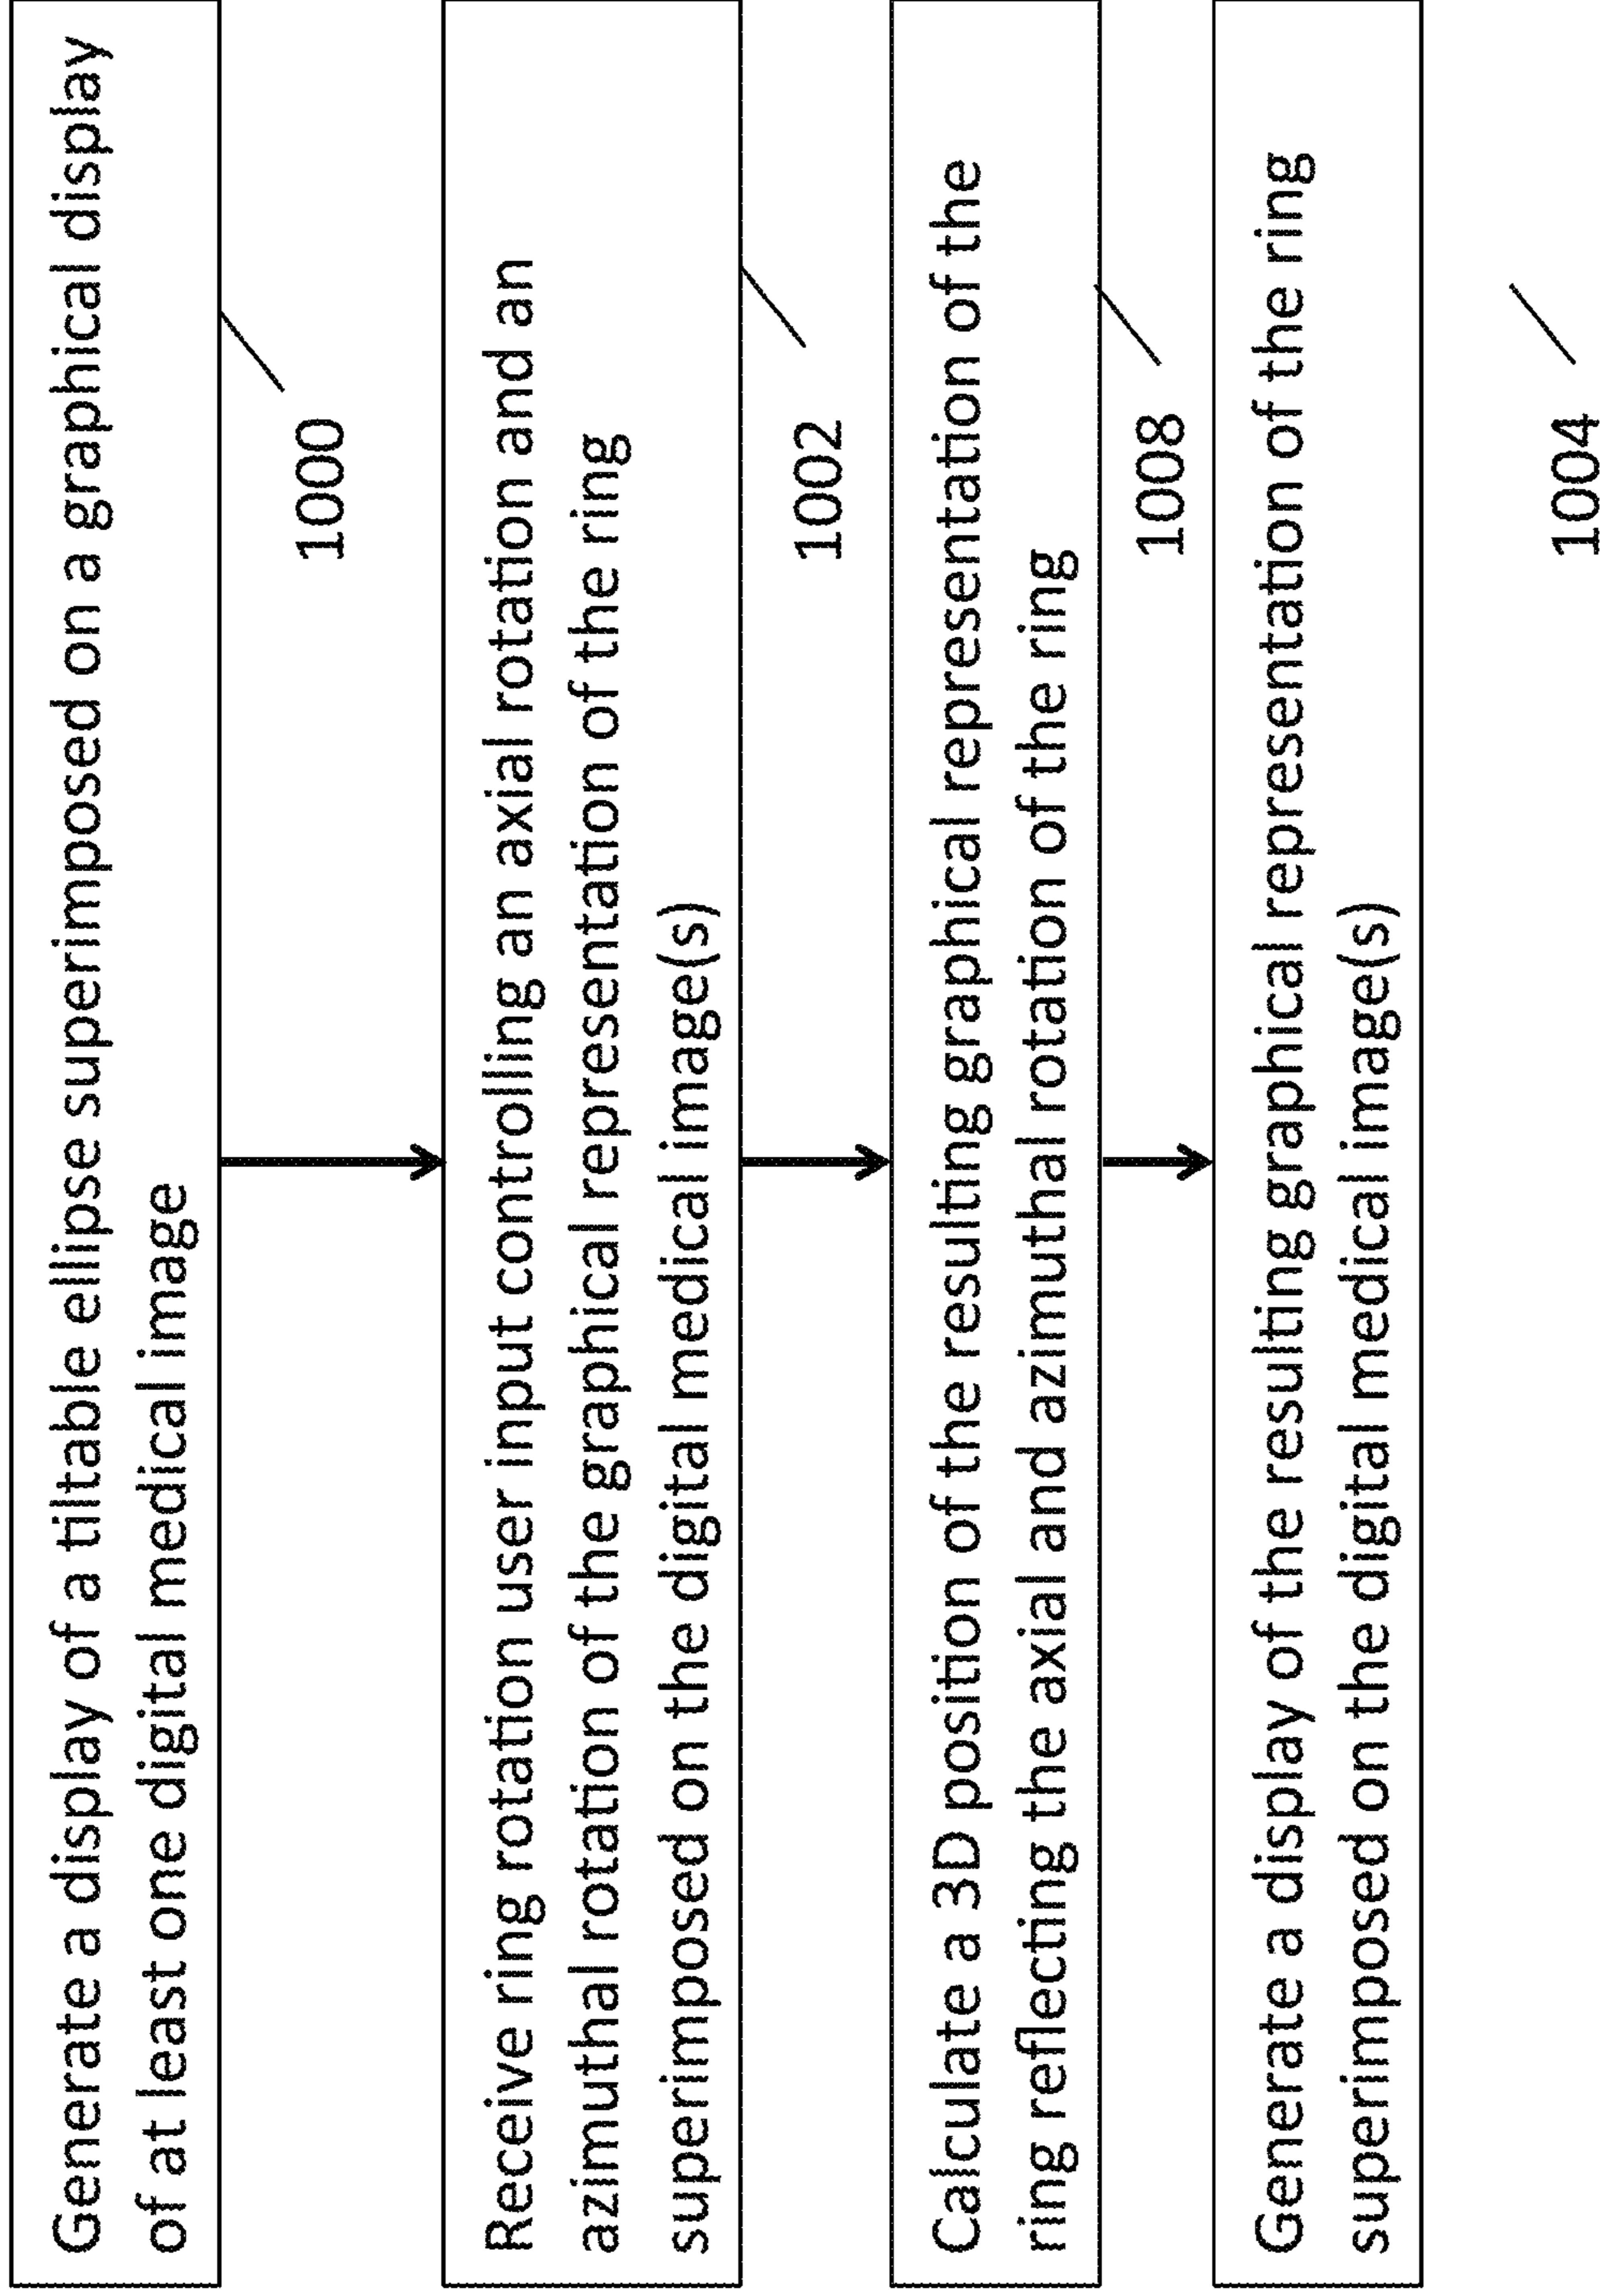 Generate a display of a tiltable ellipse superimposed on a graphical display
of at least one digital medical image
1000
Receive ring rotation user input controlling an axial rotation and an
azimuthal rotation of the graphical representation of the ring
superimposed on the digital medical image(s)
1002
Calculate a 3D position of the resulting graphical representation of the
ring reflecting the axial and azimuthal rotation of the ring
1008
Generate a display of the resulting graphical representation of the ring
superimposed on the digital medical image(s)
1004